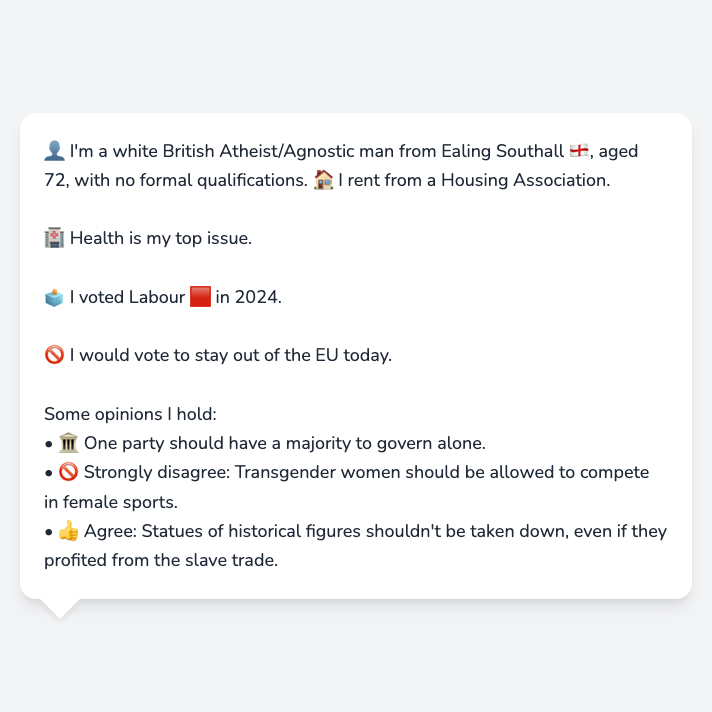 👤 I'm a white British Atheist/Agnostic man from Ealing Southall 🏴󠁧󠁢󠁥󠁮󠁧󠁿, aged
72, with no formal qualifications. 🏠 I rent from a Housing Association.
🏥 Health is my top issue.
🗳️ I voted Labour 🟥 in 2024.
🚫 I would vote to stay out of the EU today.
Some opinions I hold:
• 🏛️ One party should have a majority to govern alone.
• 🚫 Strongly disagree: Transgender women should be allowed to compete
in female sports.
• 👍 Agree: Statues of historical figures shouldn't be taken down, even if they
profited from the slave trade.